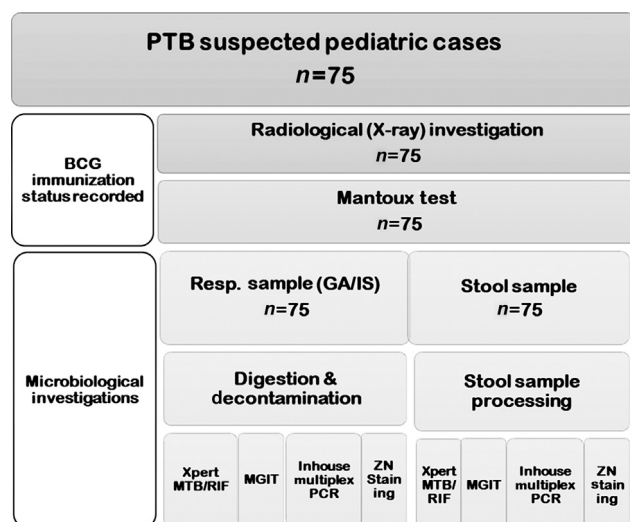 PTB suspected pediatric cases
n=75
BCG
immunization
status recorded
Radiological (X-ray) investigation
n=75
Mantoux test
n=75
Microbiological
investigations
Resp. sample (GA/IS)
n=75
Stool sample
n=75
Digestion &
decontamination
Stool sample
processing
Xpert
MTB/RIF
MGIT
Inhouse
multiplex
PCR
ZN
Stain
ing
Xpert
MTB/
RIF
MGIT
Inhouse
multiplex
PCR
ZN
stain
ing